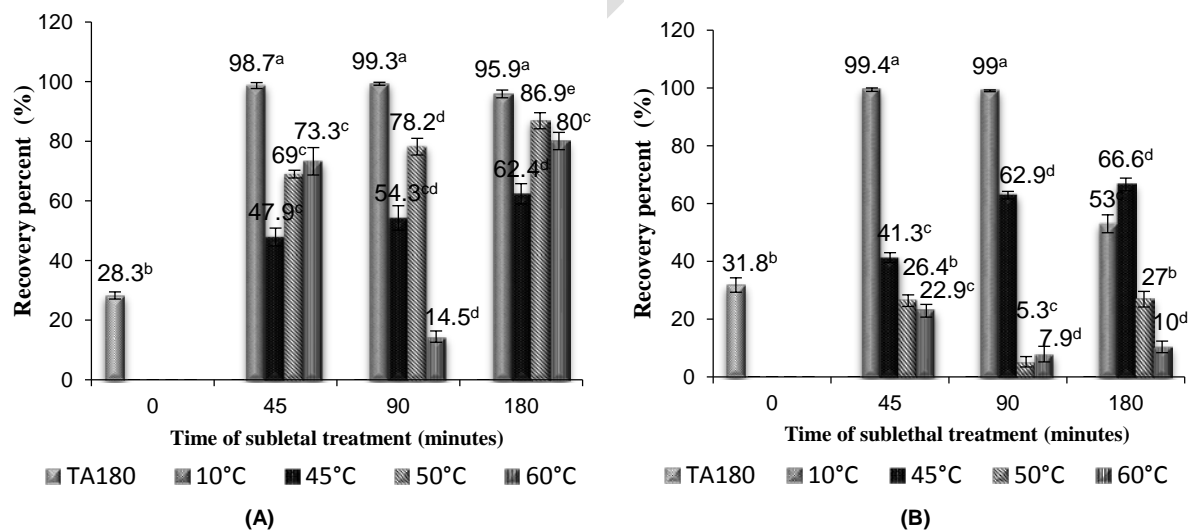 120
100
80
60
40
20
0
Recovery percent (%)
28.3ᵇ
98.7ᵃ
47.9ᶜ
69ᶜ
73.3ᶜ
99.3ᵃ
54.3ᶜᵈ
78.2ᵈ
14.5ᵈ
95.9ᵃ
62.4ᵈ
86.9ᵉ
80ᶜ
0 45 90 180
Time of subletal treatment (minutes)
TA180 10°C 45°C 50°C 60°C
(A)
120
100
80
60
40
20
0
Recovery percent (%)
31.8ᵇ
99.4ᵃ
41.3ᶜ
26.4ᵇ
22.9ᶜ
99ᵃ
62.9ᵈ
5.3ᶜ
7.9ᵈ
53ᶜ
66.6ᵈ
27ᵇ
10ᵈ
0 45 90 180
Time of sublethal treatment (minutes)
TA180 10°C 45°C 50°C 60°C
(B)